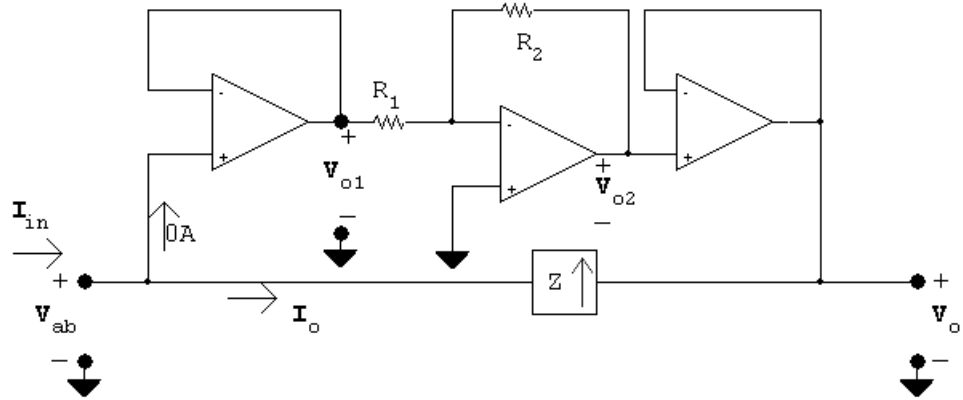 R2
R1
-
+
-
+
-
+
+
Vo1
-
+
Vo2
-
Iin
0A
+
Vab
-
Io
Z
+
Vo
-